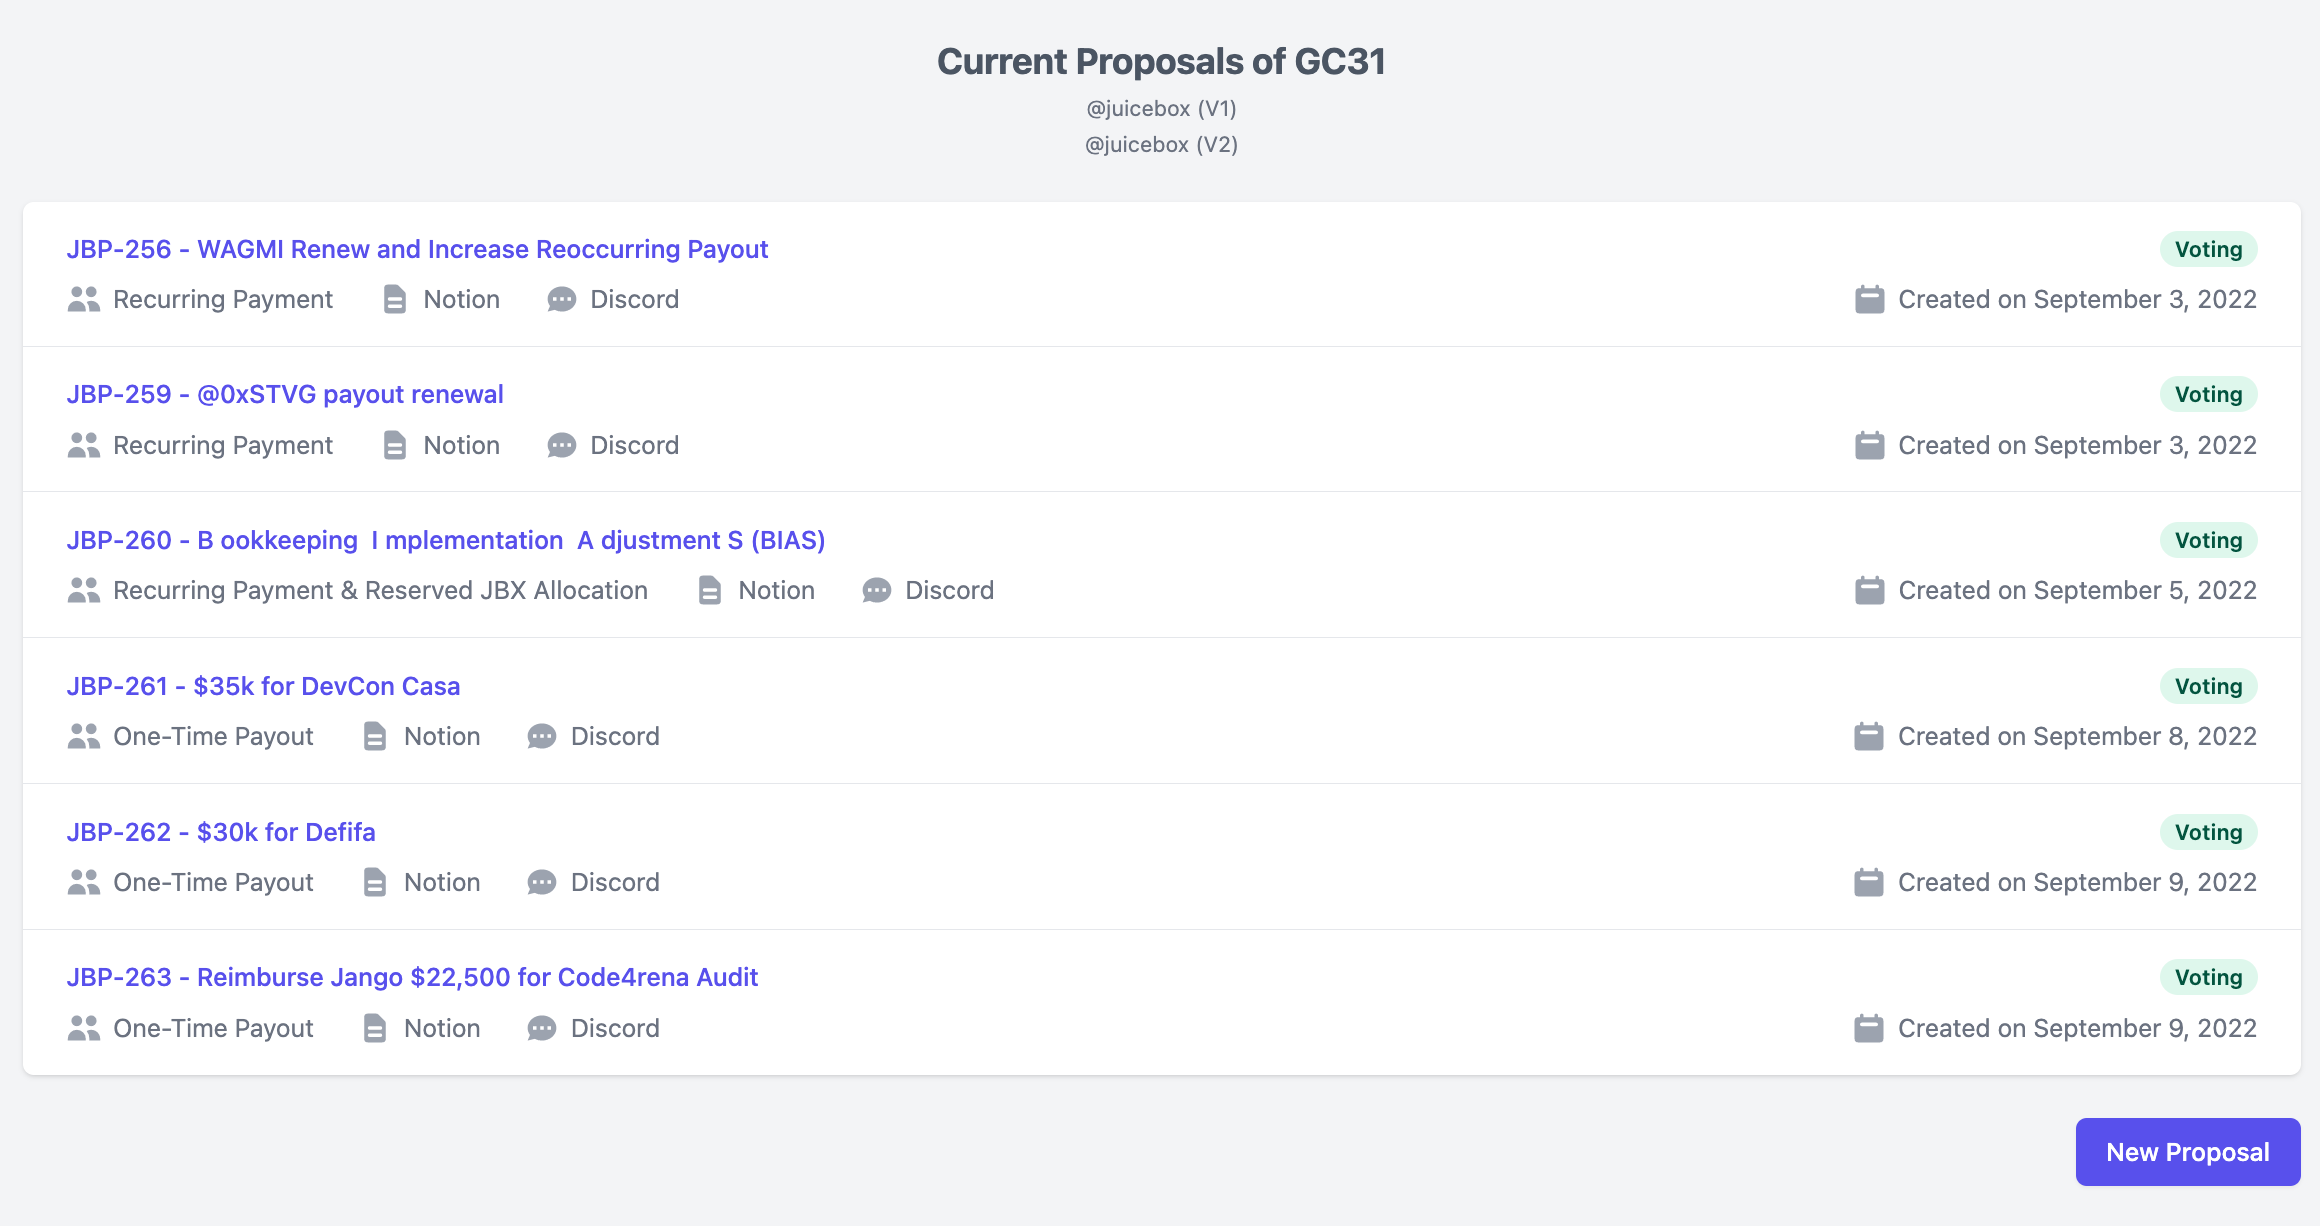 Current Proposals of GC31
@juicebox (V1)
@juicebox (V2)
JBP-256 - WAGMI Renew and Increase Reoccurring Payout
Voting
Recurring Payment Notion Discord Created on September 3, 2022
JBP-259 - @0xSTVG payout renewal
Voting
Recurring Payment Notion Discord Created on September 3, 2022
JBP-260 - B ookkeeping  I mplementation  A djustment S (BIAS)
Voting
Recurring Payment & Reserved JBX Allocation Notion Discord Created on September 5, 2022
JBP-261 - $35k for DevCon Casa
Voting
One-Time Payout Notion Discord Created on September 8, 2022
JBP-262 - $30k for Defifa
Voting
One-Time Payout Notion Discord Created on September 9, 2022
JBP-263 - Reimburse Jango $22,500 for Code4rena Audit
Voting
One-Time Payout Notion Discord Created on September 9, 2022
New Proposal